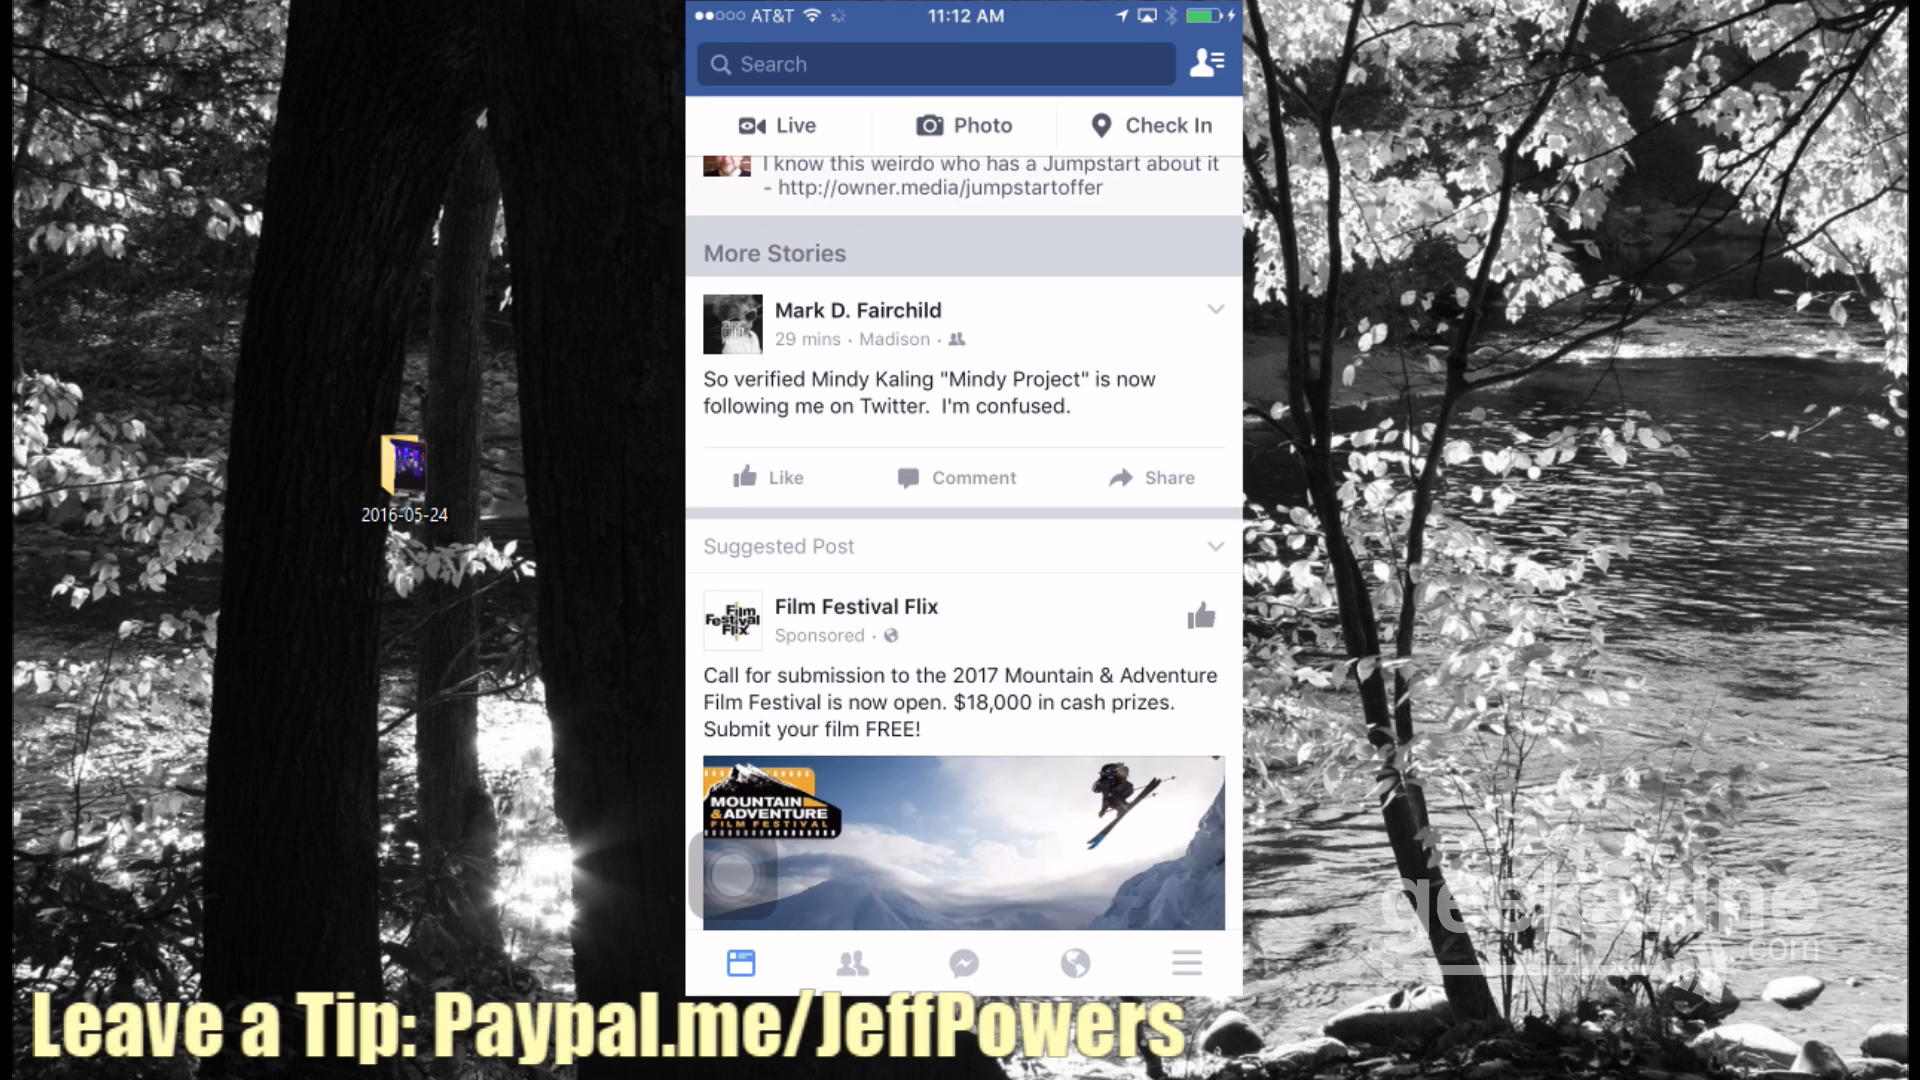 AT&T 11:12 AM
Search
Live Photo Check In
I know this weirdo who has a Jumpstart about it
- http://owner.media/jumpstartoffer
More Stories
Mark D. Fairchild
29 mins · Madison ·
So verified Mindy Kaling "Mindy Project" is now
following me on Twitter. I'm confused.
Like Comment Share
Suggested Post
Film Festival Flix
Film Festival Flix
Sponsored ·
Call for submission to the 2017 Mountain & Adventure
Film Festival is now open. $18,000 in cash prizes.
Submit your film FREE!
MOUNTAIN
& ADVENTURE
FILM FESTIVAL
2016-05-24
geekazine
.com
Leave a Tip: Paypal.me/JeffPowers